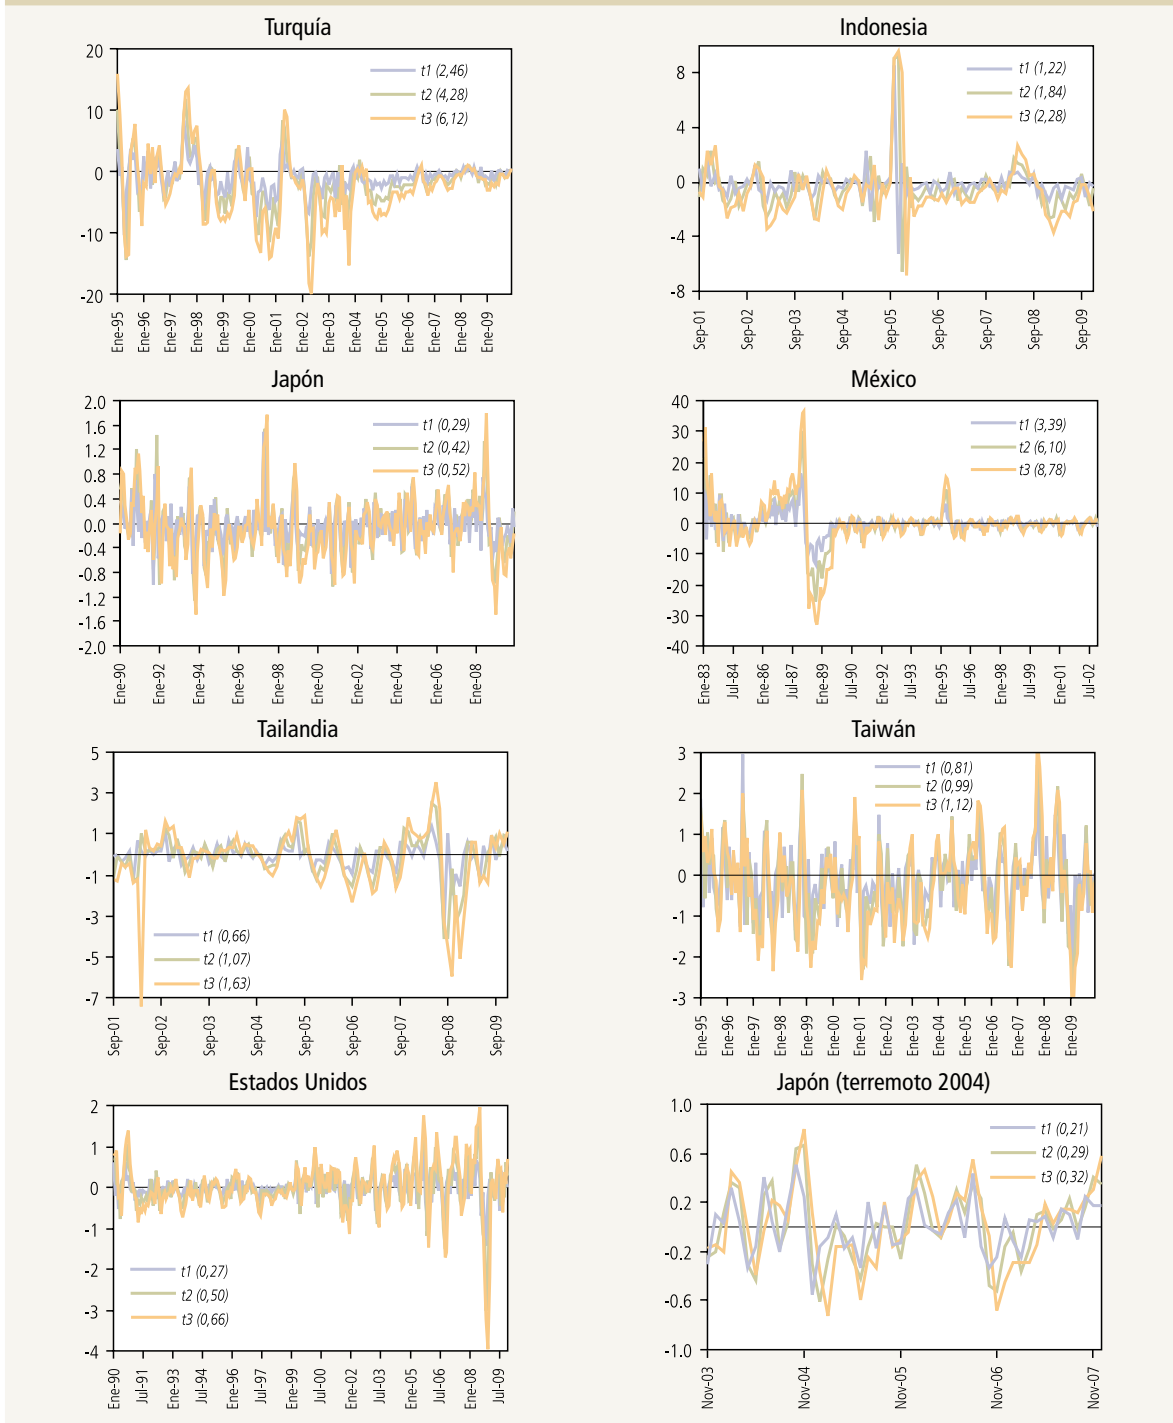 Turquía
20
10
0
-10
-20
t1 (2,46)
t2 (4,28)
t3 (6,12)
Ene-95
Ene-96
Ene-97
Ene-98
Ene-99
Ene-00
Ene-01
Ene-02
Ene-03
Ene-04
Ene-05
Ene-06
Ene-07
Ene-08
Ene-09
Indonesia
8
4
0
-4
-8
t1 (1,22)
t2 (1,84)
t3 (2,28)
Sep-01
Sep-02
Sep-03
Sep-04
Sep-05
Sep-06
Sep-07
Sep-08
Sep-09
Japón
2.0
1.6
1.2
0.8
0.4
0.0
-0.4
-0.8
-1.2
-1.6
-2.0
t1 (0,29)
t2 (0,42)
t3 (0,52)
Ene-90
Ene-92
Ene-94
Ene-96
Ene-98
Ene-00
Ene-02
Ene-04
Ene-06
Ene-08
México
40
30
20
10
0
-10
-20
-30
-40
t1 (3,39)
t2 (6,10)
t3 (8,78)
Ene-83
Jul-84
Ene-86
Jul-87
Ene-89
Jul-90
Ene-92
Jul-93
Ene-95
Jul-96
Ene-98
Jul-99
Ene-01
Jul-02
Tailandia
5
3
1
-1
-3
-5
-7
t1 (0,66)
t2 (1,07)
t3 (1,63)
Sep-01
Sep-02
Sep-03
Sep-04
Sep-05
Sep-06
Sep-07
Sep-08
Sep-09
Taiwán
3
2
1
0
-1
-2
-3
t1 (0,81)
t2 (0,99)
t3 (1,12)
Ene-95
Ene-96
Ene-97
Ene-98
Ene-99
Ene-00
Ene-01
Ene-02
Ene-03
Ene-04
Ene-05
Ene-06
Ene-07
Ene-08
Ene-09
Estados Unidos
2
1
0
-1
-2
-3
-4
t1 (0,27)
t2 (0,50)
t3 (0,66)
Ene-90
Jul-91
Ene-93
Jul-94
Ene-96
Jul-97
Ene-99
Jul-00
Ene-02
Jul-03
Ene-05
Jul-06
Ene-08
Jul-09
Japón (terremoto 2004)
1.0
0.6
0.2
-0.2
-0.6
-1.0
t1 (0,21)
t2 (0,29)
t3 (0,32)
Nov-03
Nov-04
Nov-05
Nov-06
Nov-07